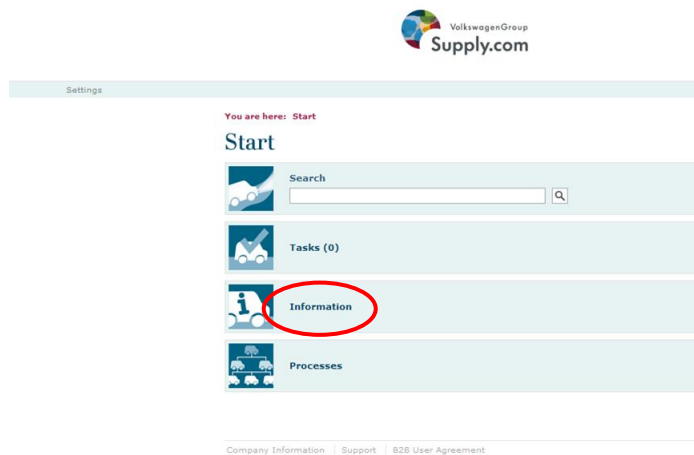 VolkswagenGroup
Supply.com
Settings
You are here: Start
Start
Search
Tasks (0)
Information
Processes
Company Information | Support | B2B User Agreement